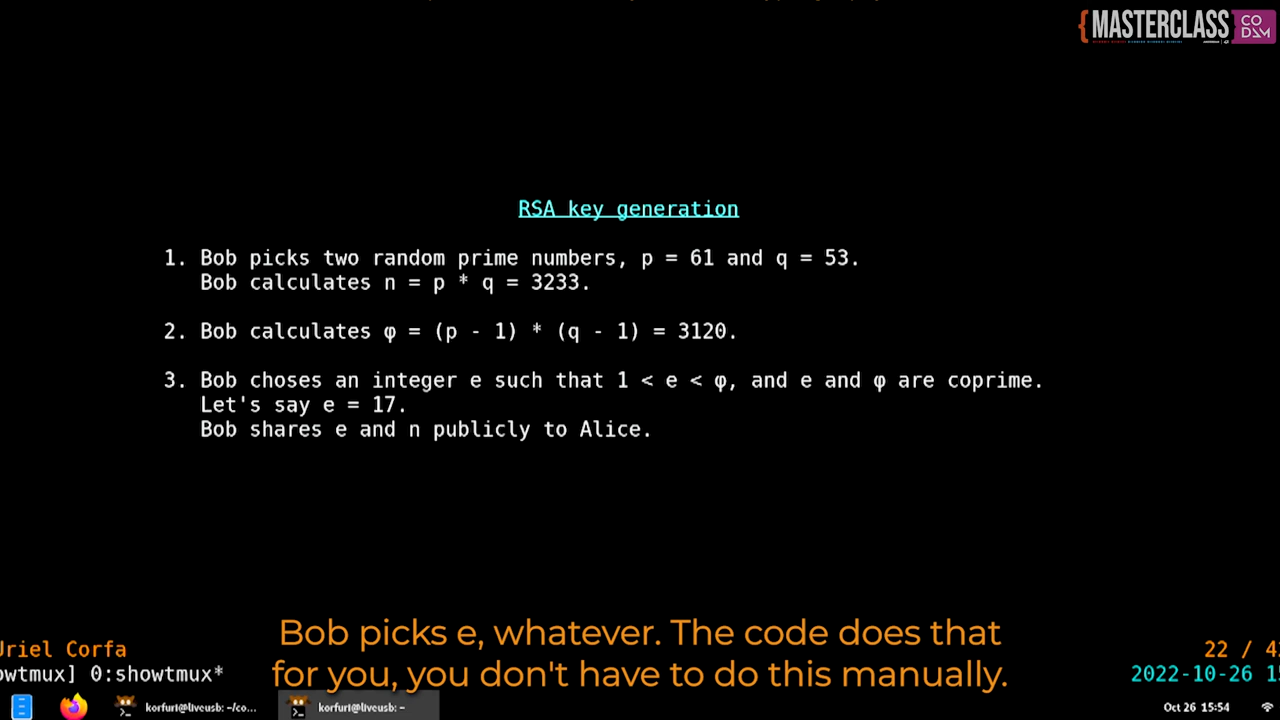 { MASTERCLASS
CO
D≥M
RSA key generation
1. Bob picks two random prime numbers, p = 61 and q = 53.
Bob calculates n = p * q = 3233.
2. Bob calculates φ = (p - 1) * (q - 1) = 3120.
3. Bob choses an integer e such that 1 < e < φ, and e and φ are coprime.
Let's say e = 17.
Bob shares e and n publicly to Alice.
Bob picks e, whatever. The code does that
for you, you don't have to do this manually.
Uriel Corfa
22 / 4
owtmux] 0:showtmux*
2022-10-26 1
korfuri@liveusb: ~/co...
korfuri@liveusb: ~
Oct 26 15:54